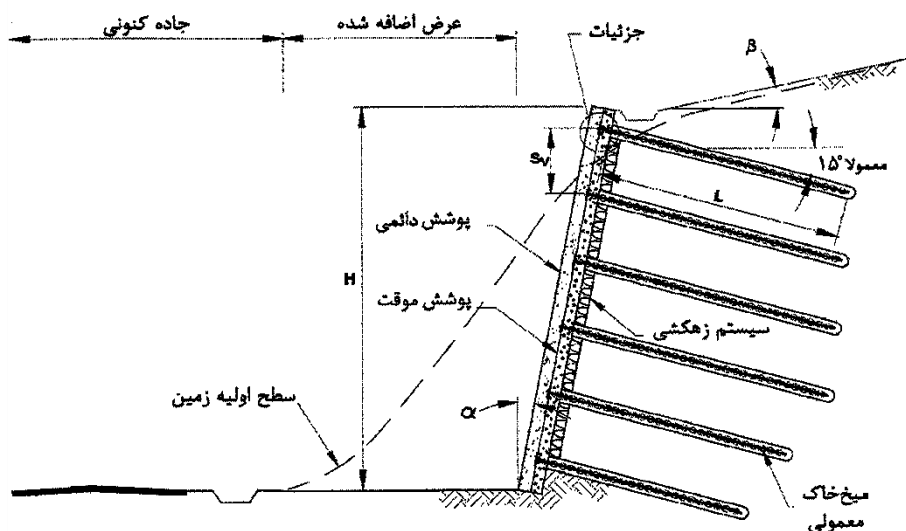 جاده کنونی
عرض اضافه شده
جزئیات
β
معمولا ۱۵°
Sv
L
پوشش دائمی
H
پوشش موقت
سیستم زهکشی
سطح اولیه زمین
α
میخ‌خاک
معمولی